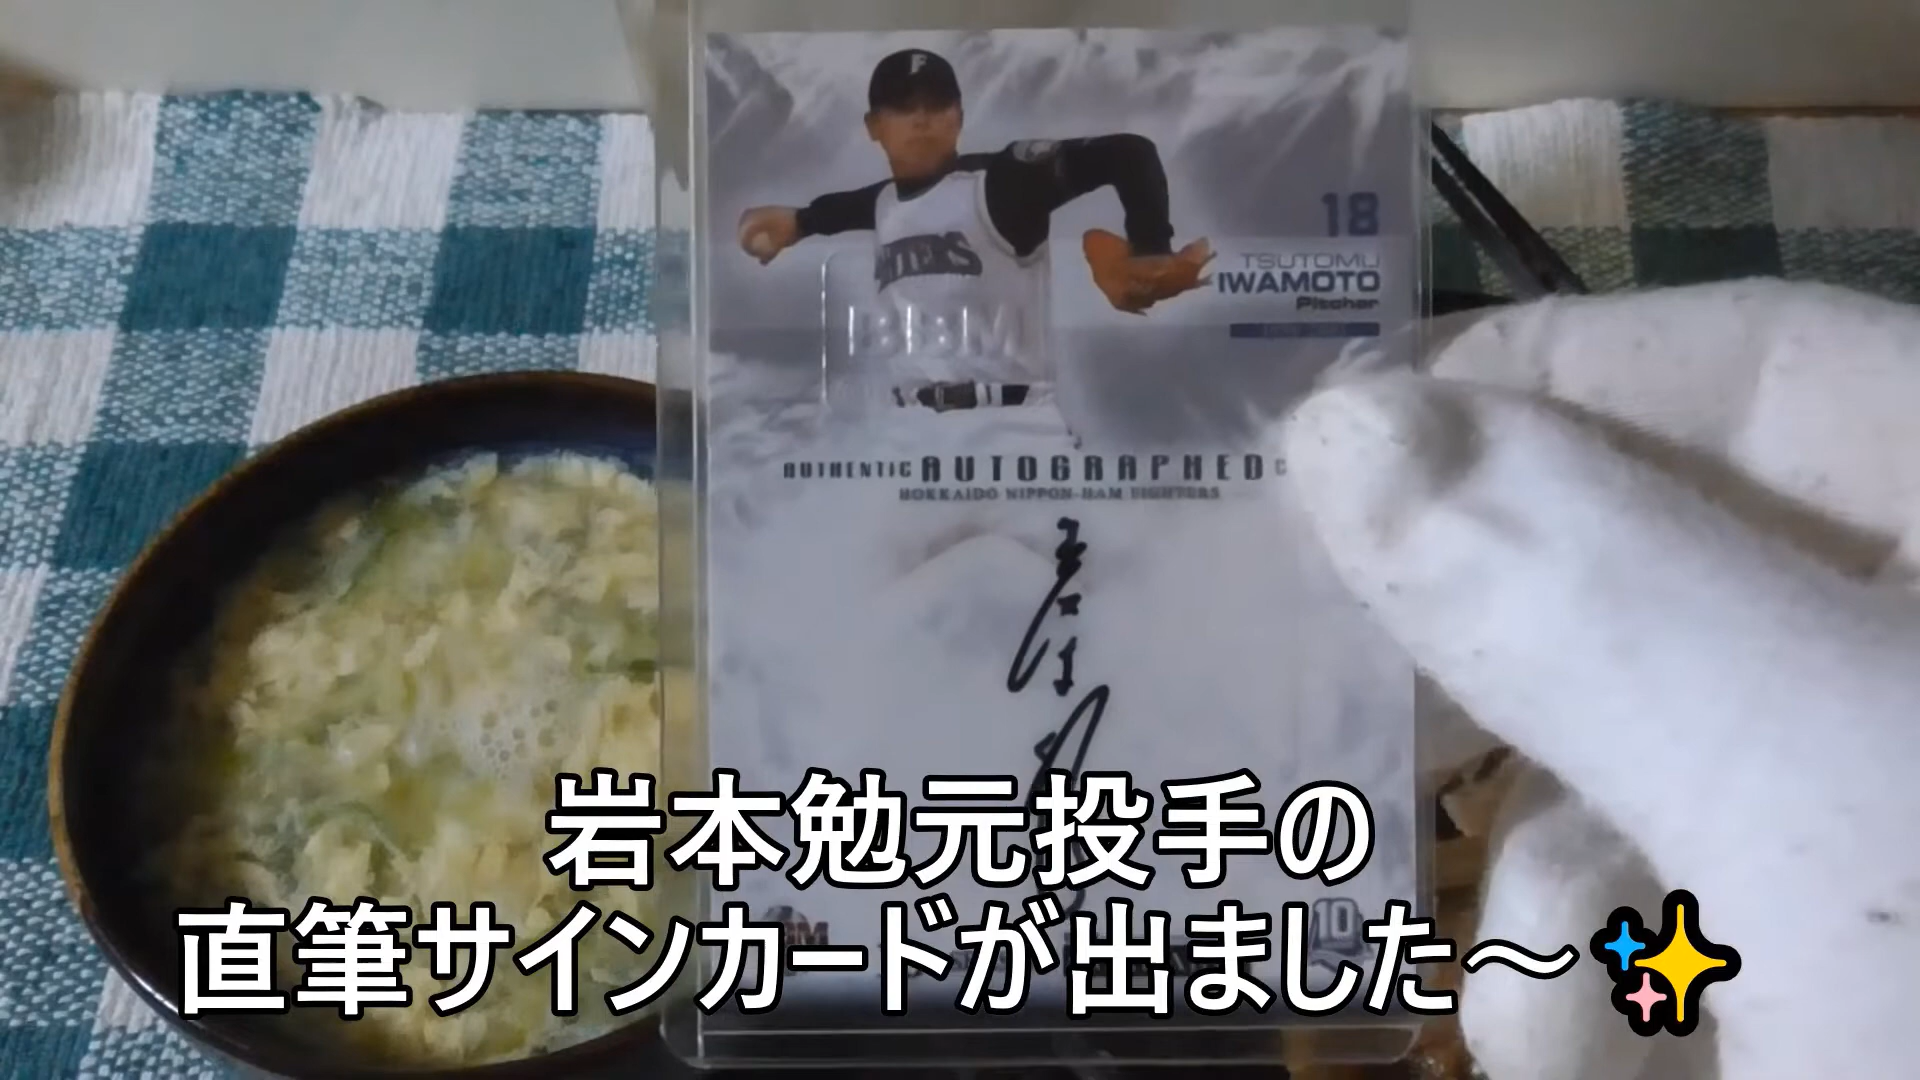 F
18
TSUTOMU
IWAMOTO
Pitcher
BBM
AUTHENTIC AUTOGRAPHED
HOKKAIDO NIPPON-HAM FIGHTERS
岩本勉元投手の
直筆サインカードが出ました～✨
10